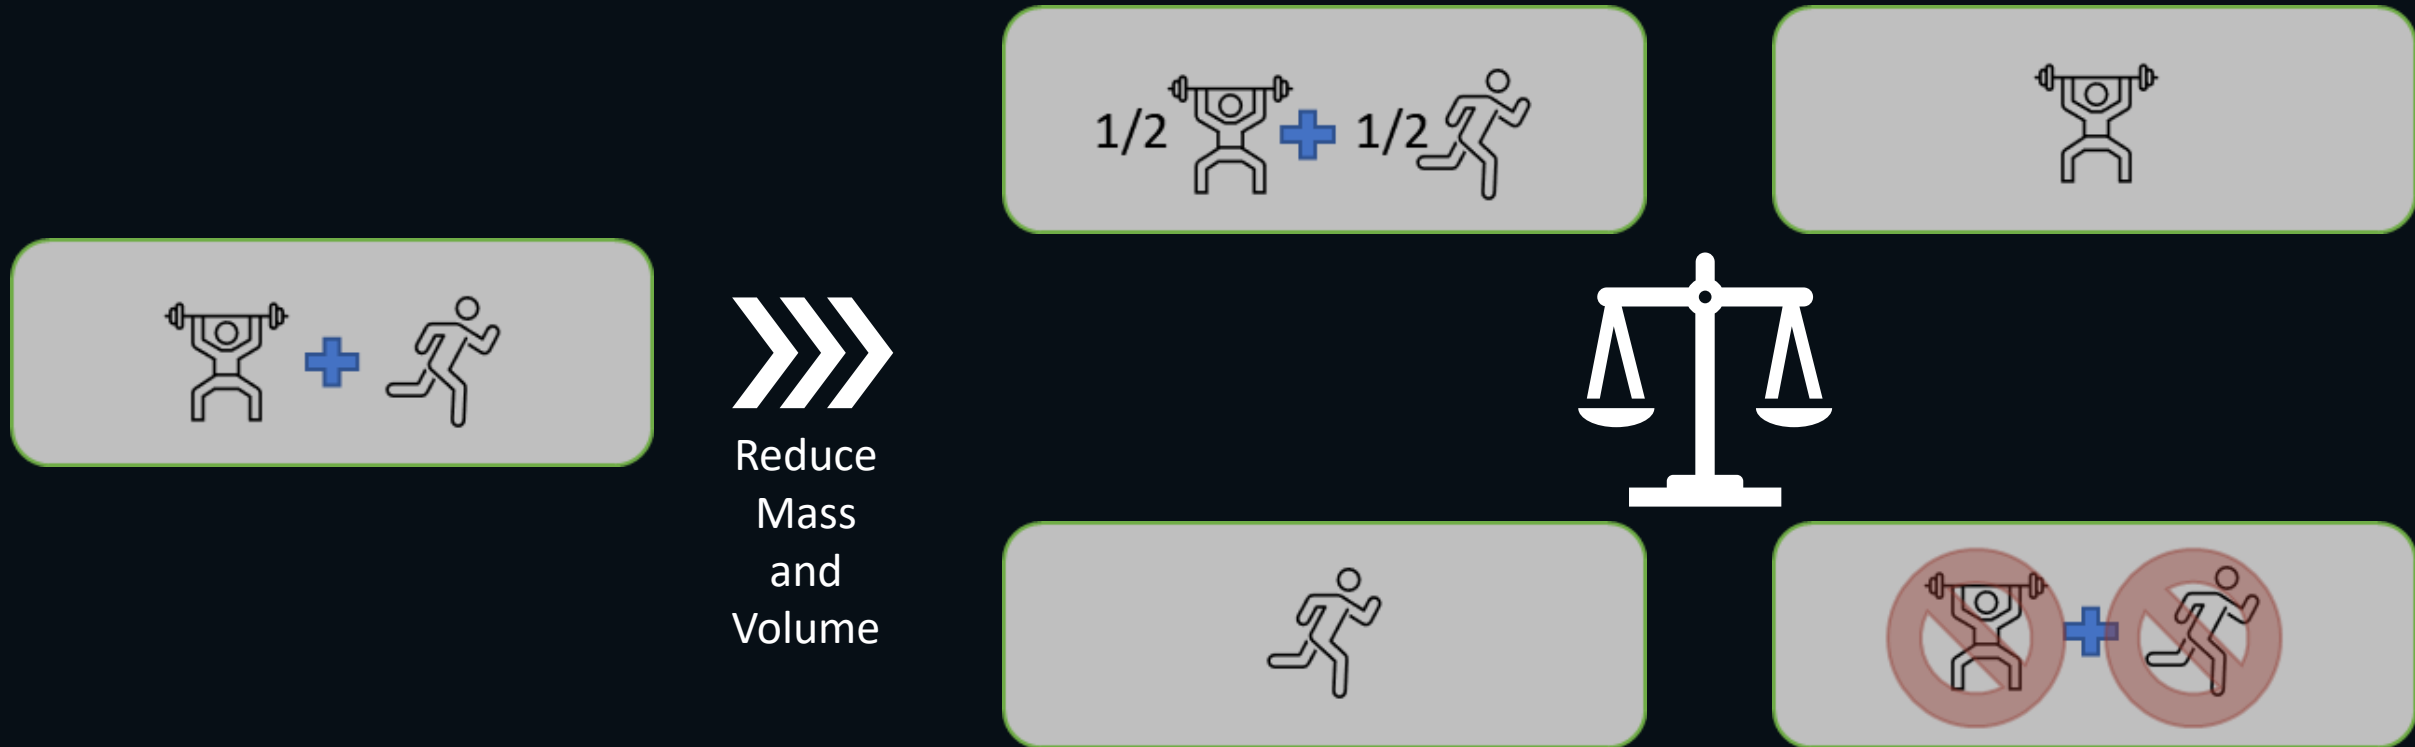 1/2
1/2
Reduce
Mass
and
Volume